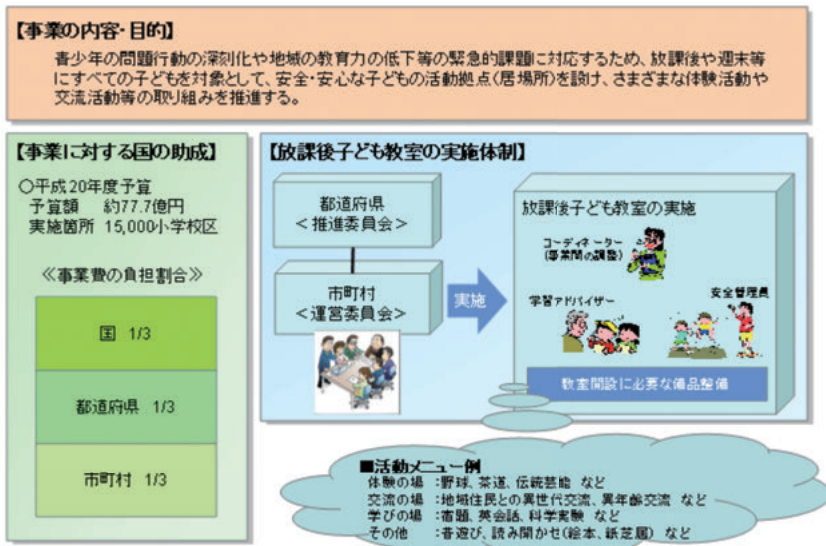 【事業の内容・目的】
青少年の問題行動の深刻化や地域の教育力の低下等の緊急的課題に対応するため、放課後や週末等
にすべての子どもを対象として、安全・安心な子どもの活動拠点(居場所)を設け、さまざまな体験活動や
交流活動等の取り組みを推進する。
【事業に対する国の助成】
○平成20年度予算
予算額 約77.7億円
実施箇所 15,000小学校区
≪事業費の負担割合≫
国 1/3
都道府県 1/3
市町村 1/3
【放課後子ども教室の実施体制】
都道府県
<推進委員会>
市町村
<運営委員会>
実施
放課後子ども教室の実施
コーディネーター
(事業間の調整)
学習アドバイザー
安全管理員
教室開設に必要な備品整備
■活動メニュー例
体験の場 :野球、茶道、伝統芸能 など
交流の場 :地域住民との異世代交流、異年齢交流 など
学びの場 :宿題、英会話、科学実験 など
その他 :昔遊び、読み聞かせ(絵本、紙芝居) など